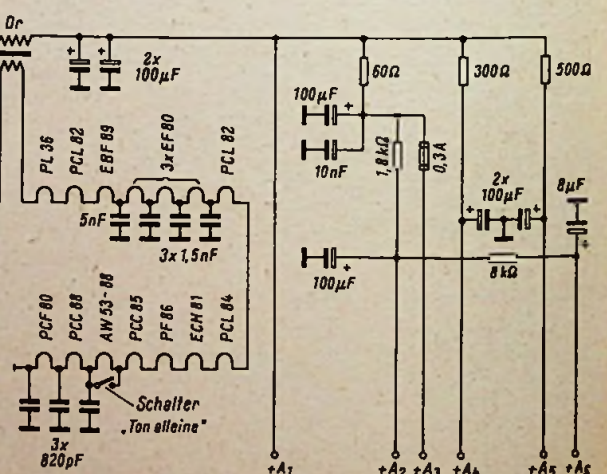 Dr
2x
100µF
60Ω
300Ω
500Ω
100µF
10nF
1,8kΩ
0,3A
PL 36
PCL 82
EBF 89
3x EF 80
PCL 82
5nF
3x 1,5nF
2x
100µF
8µF
100µF
8kΩ
PCF 80
PCC 88
AW 53-88
PCC 85
PF 86
ECH 81
PCL 84
Schalter
„Ton alleine"
3x
820pF
+A1
+A2
+A3
+A4
+A5
+A6